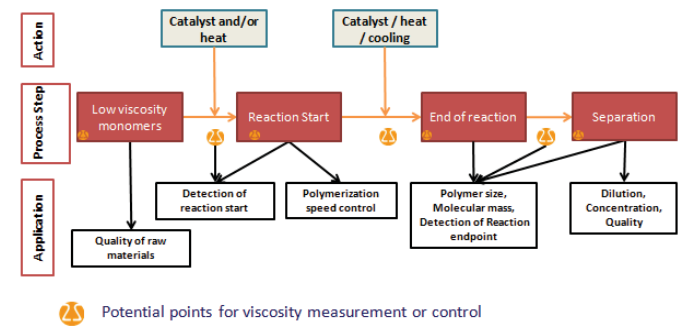 Action
Catalyst and/or
heat
Catalyst / heat
/ cooling
Process Step
Low viscosity
monomers
Reaction Start
End of reaction
Separation
Application
Detection of
reaction start
Polymerization
speed control
Polymer size,
Molecular mass,
Detection of Reaction
endpoint
Dilution,
Concentration,
Quality
Quality of raw
materials
Potential points for viscosity measurement or control